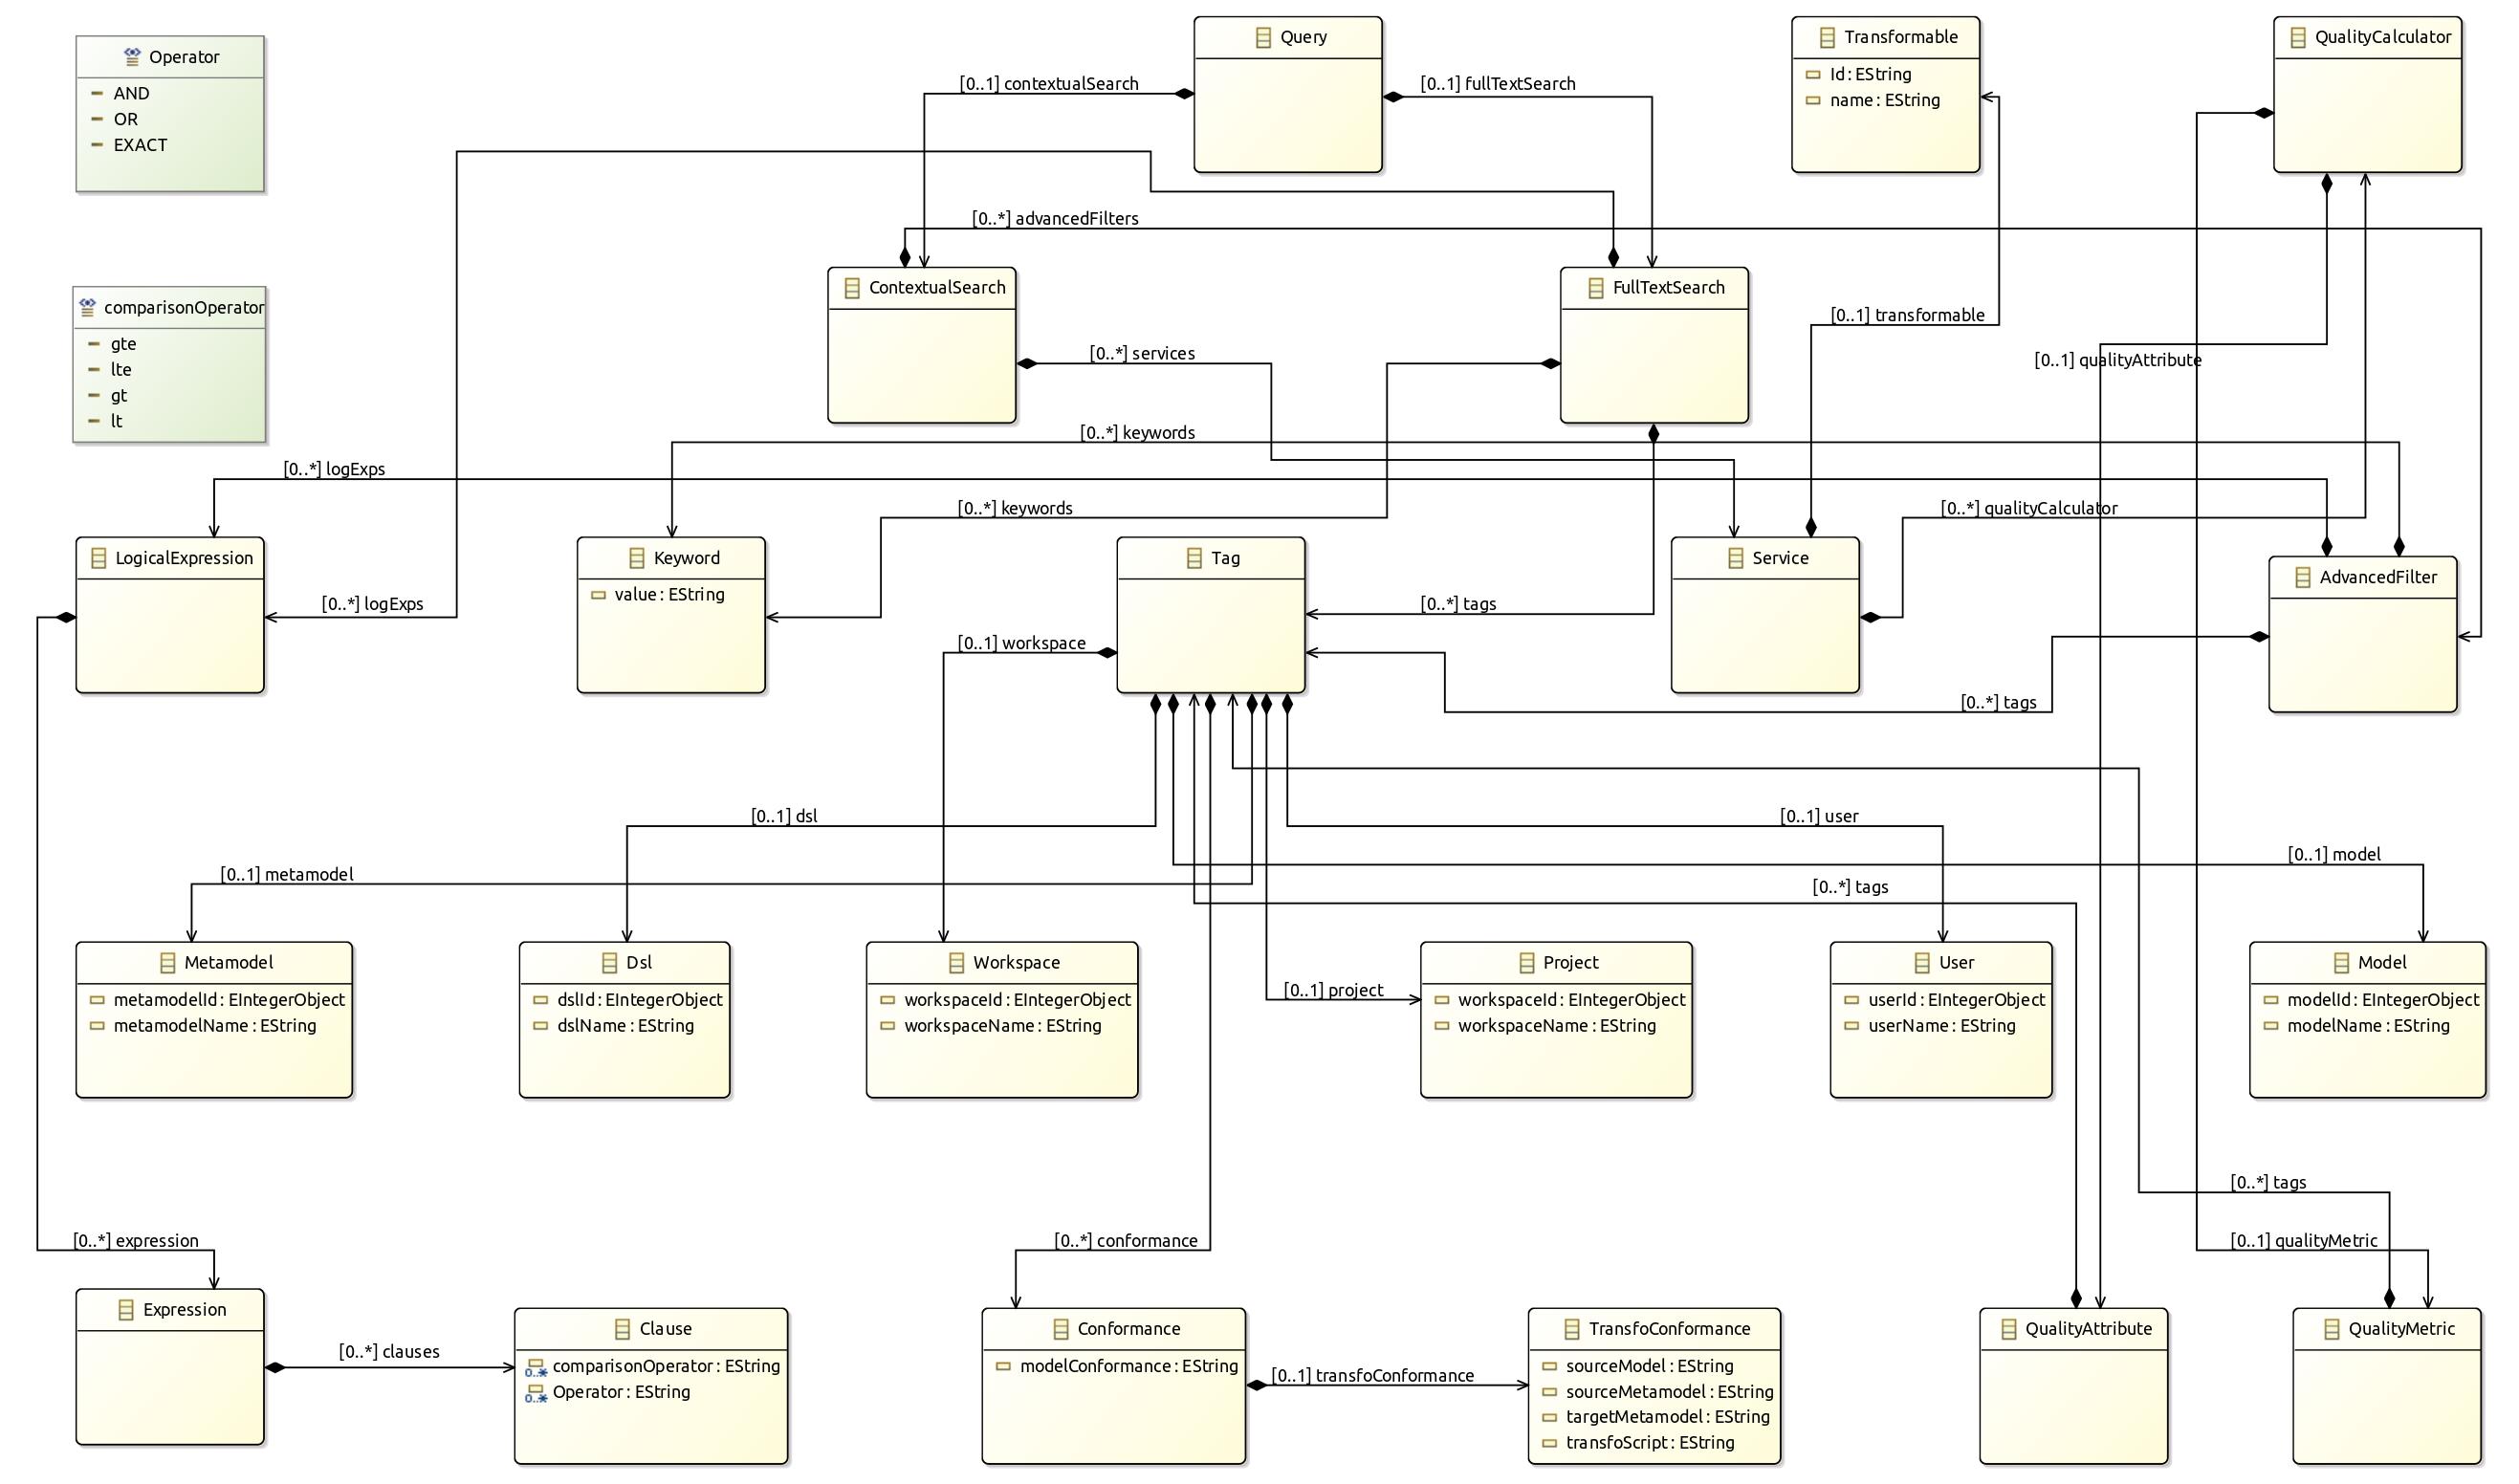 Operator
AND
OR
EXACT
Query
Transformable
Id : EString
name : EString
QualityCalculator
[0..1] contextualSearch
[0..1] fullTextSearch
[0..*] advancedFilters
comparisonOperator
gte
lte
gt
lt
ContextualSearch
FullTextSearch
[0..1] transformable
[0..*] services
[0..1] qualityAttribute
[0..*] keywords
[0..*] logExps
[0..*] keywords
[0..*] qualityCalculator
LogicalExpression
Keyword
value : EString
Tag
Service
AdvancedFilter
[0..*] logExps
[0..*] tags
[0..1] workspace
[0..*] tags
[0..1] dsl
[0..1] user
[0..1] model
[0..1] metamodel
[0..*] tags
Metamodel
metamodelId : EIntegerObject
metamodelName : EString
Dsl
dslId : EIntegerObject
dslName : EString
Workspace
workspaceId : EIntegerObject
workspaceName : EString
[0..1] project
Project
workspaceId : EIntegerObject
workspaceName : EString
User
userId : EIntegerObject
userName : EString
Model
modelId : EIntegerObject
modelName : EString
[0..*] tags
[0..*] expression
[0..*] conformance
[0..1] qualityMetric
Expression
[0..*] clauses
Clause
0..*
comparisonOperator : EString
0..*
Operator : EString
Conformance
modelConformance : EString
[0..1] transfoConformance
TransfoConformance
sourceModel : EString
sourceMetamodel : EString
targetMetamodel : EString
transfoScript : EString
QualityAttribute
QualityMetric